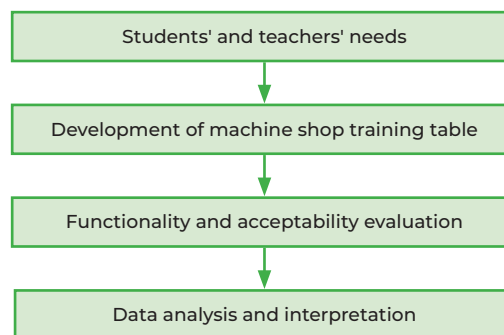 Students' and teachers' needs
Development of machine shop training table
Functionality and acceptability evaluation
Data analysis and interpretation